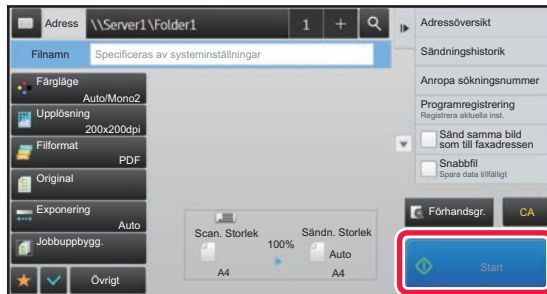 Adress \\Server1\Folder1 1 +
Filnamn Specificeras av systeminställningar
Färgläge
Auto/Mono2
Upplösning
200x200dpi
Filformat
PDF
Original
Exponering
Auto
Jobbuppbygg.
Övrigt
Scan. Storlek
A4
100%
Sändn. Storlek
Auto
A4
Adressöversikt
Sändningshistorik
Anropa sökningsnummer
Programregistrering
Registrera aktuella inst.
Sänd samma bild
som till faxadressen
Snabbfil
Spara data tillfälligt
Förhandsgr.
CA
Start